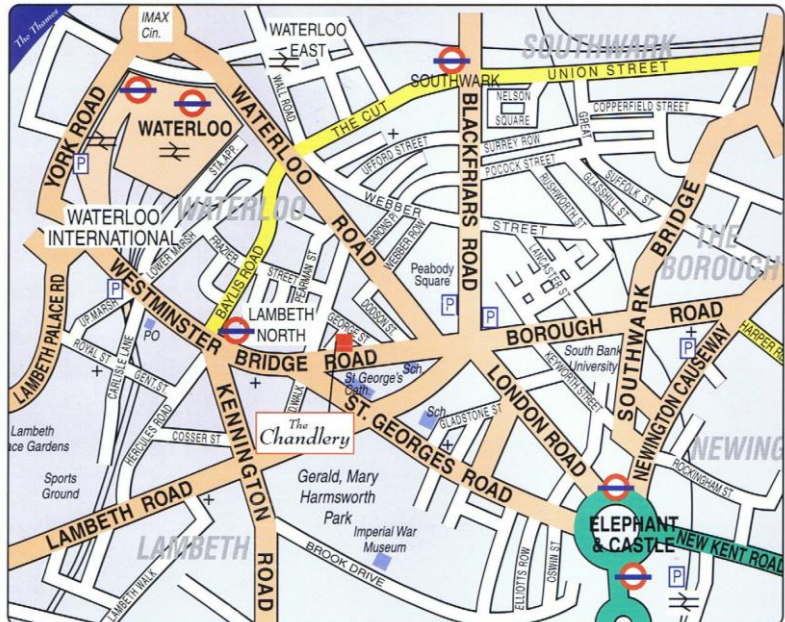 The Thames
IMAX
Cin.
WATERLOO
EAST
SOUTHWARK
SOUTHWARK
UNION STREET
WALL ROAD
THE CUT
NELSON
SQUARE
COPPERFIELD STREET
GREAT
YORK ROAD
WATERLOO
WATERLOO
ROAD
STA.APP.
UFFORD STREET
BLACKFRIARS ROAD
SURREY ROW
POCOCK STREET
RUSHWORTH ST
GLASSHILL ST
SUFFOLK ST
P
WATERLOO
WATERLOO
INTERNATIONAL
LOWER MARSH
FRAZIER
STREET
BAYLIS ROAD
PEARMAN ST
WEBBER
STREET
BARONS PL
WEBBER ROW
LANCASTER ST
SOUTHWARK BRIDGE
ROAD
THE
BOROUGH
LAMBETH PALACE RD
WESTMINSTER
BRIDGE ROAD
P
UP MARSH
ROYAL ST
CARLISLE LANE
PO
GENT. ST
LAMBETH
NORTH
GEORGE ST
DODSON ST
Peabody
Square
P
P
BOROUGH
HARPER R
P
South Bank
University
KEYWORTH STREET
NEWINGTON CAUSEWAY
LONDON ROAD
St George's
Cath.
Sch
Sch
GLADSTONE ST
ST. GEORGES ROAD
The
Chandlery
D WALK
KENNINGTON
ROAD
HERCULES ROAD
COSSER ST
Lambeth
ace Gardens
Sports
Ground
LAMBETH ROAD
LAMBETH
LAMBETH WALK
Gerald, Mary
Harmsworth
Park
Imperial War
Museum
BROOK DRIVE
ELLIOTTS ROW
OSWIN ST
ELEPHANT
& CASTLE
NEW KENT ROAD
ROCKINGHAM ST
NEWING
P